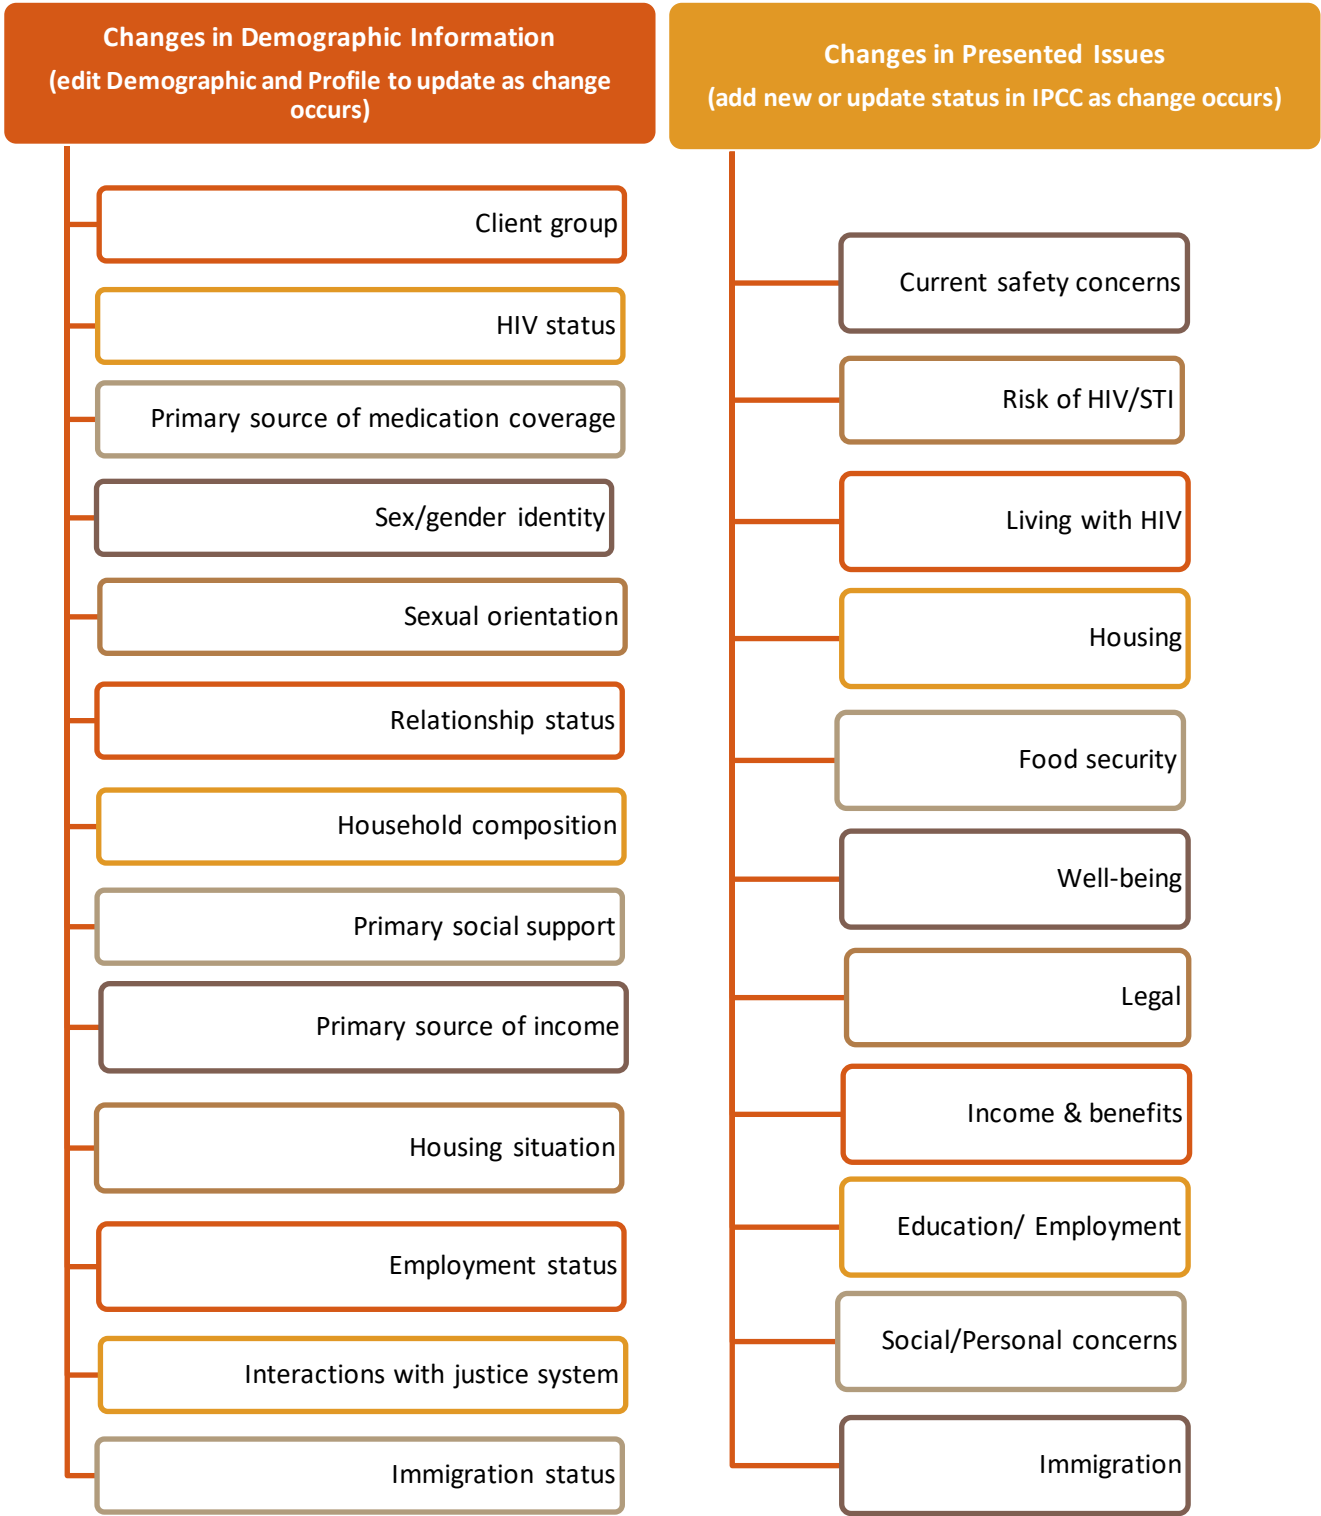 Changes in Demographic Information
(edit Demographic and Profile to update as change
occurs)
Client group
HIV status
Primary source of medication coverage
Sex/gender identity
Sexual orientation
Relationship status
Household composition
Primary social support
Primary source of income
Housing situation
Employment status
Interactions with justice system
Immigration status
Changes in Presented Issues
(add new or update status in IPCC as change occurs)
Current safety concerns
Risk of HIV/STI
Living with HIV
Housing
Food security
Well-being
Legal
Income & benefits
Education/ Employment
Social/Personal concerns
Immigration